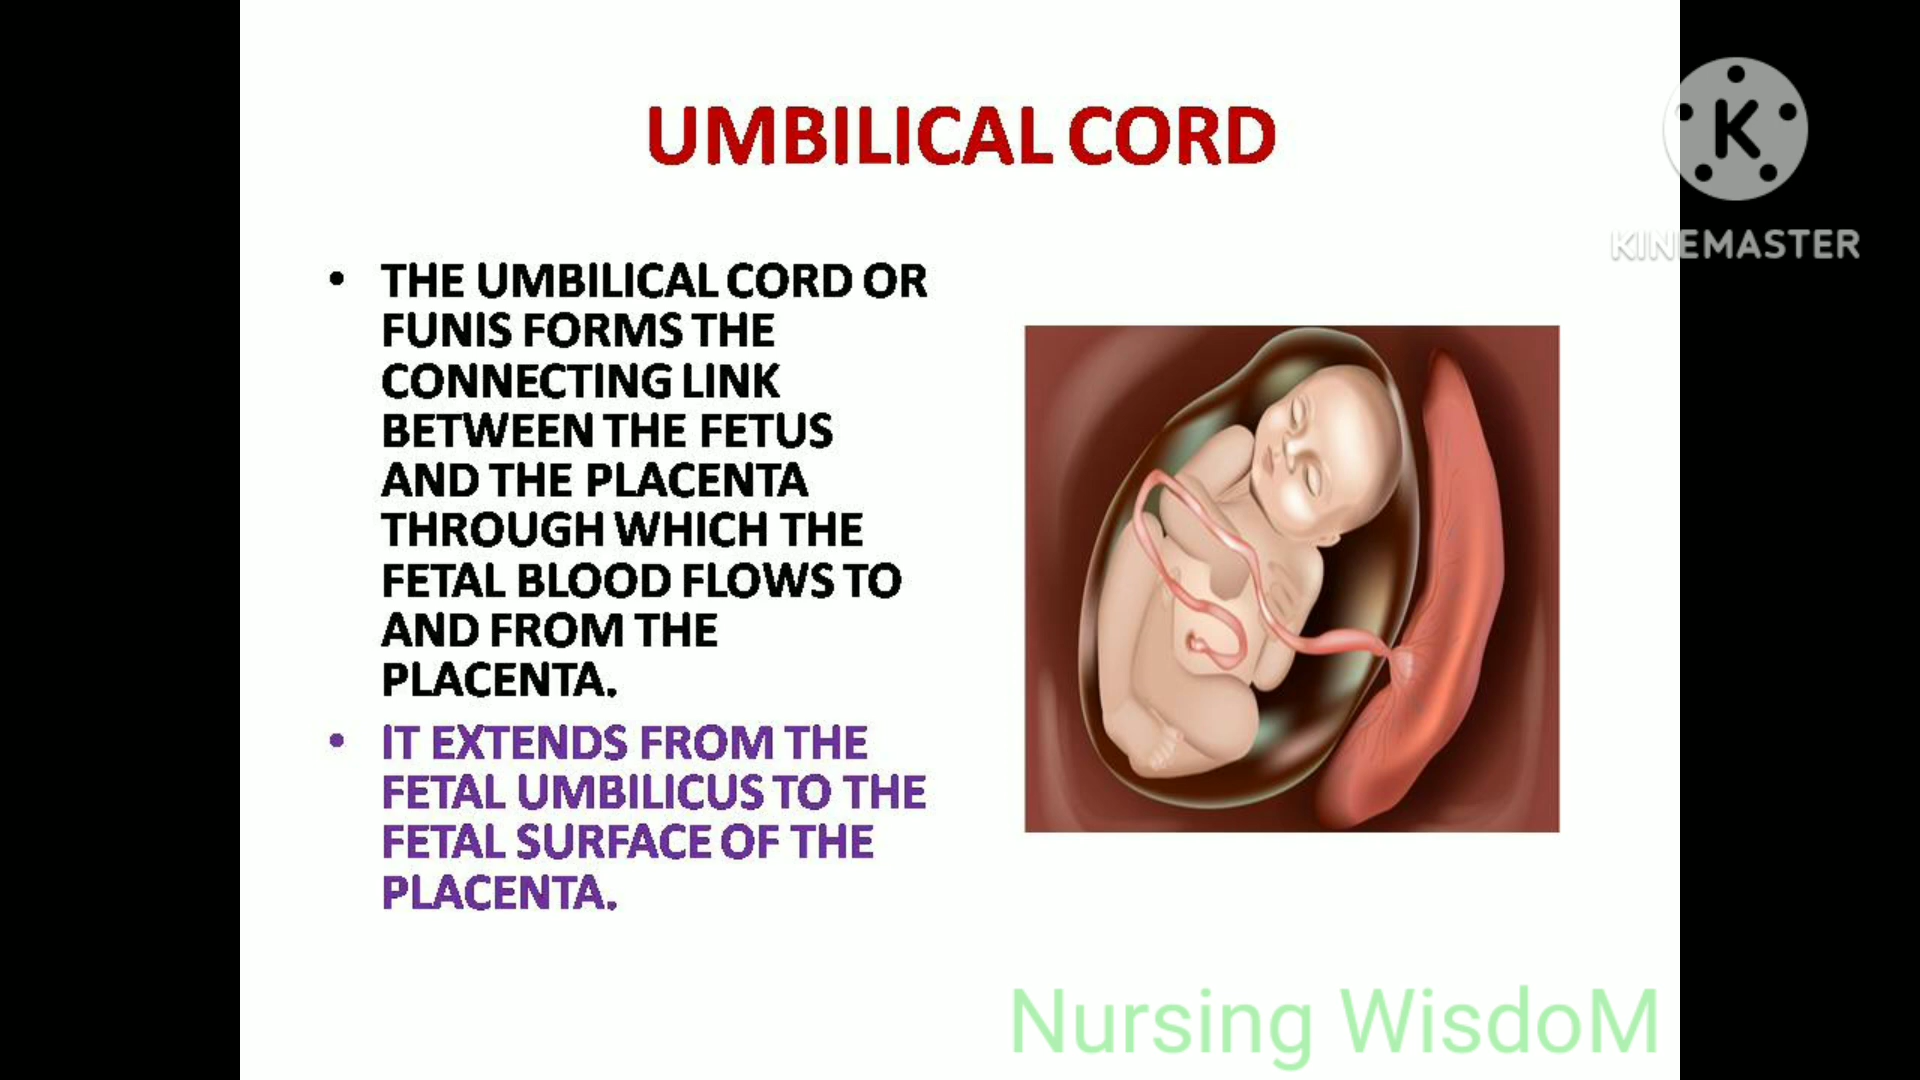 UMBILICAL CORD
• THE UMBILICAL CORD OR
FUNIS FORMS THE
CONNECTING LINK
BETWEEN THE FETUS
AND THE PLACENTA
THROUGH WHICH THE
FETAL BLOOD FLOWS TO
AND FROM THE
PLACENTA.
• IT EXTENDS FROM THE
FETAL UMBILICUS TO THE
FETAL SURFACE OF THE
PLACENTA.
K
KINEMASTER
Nursing WisdoM